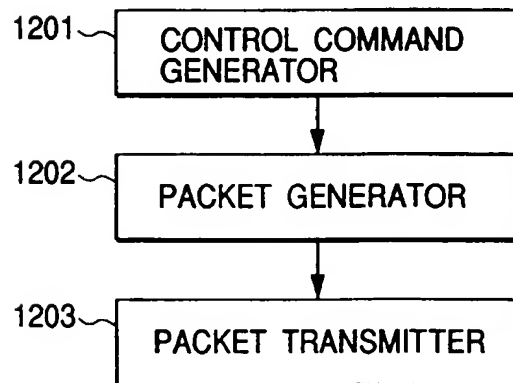 1201
CONTROL COMMAND
GENERATOR
1202
PACKET GENERATOR
1203
PACKET TRANSMITTER